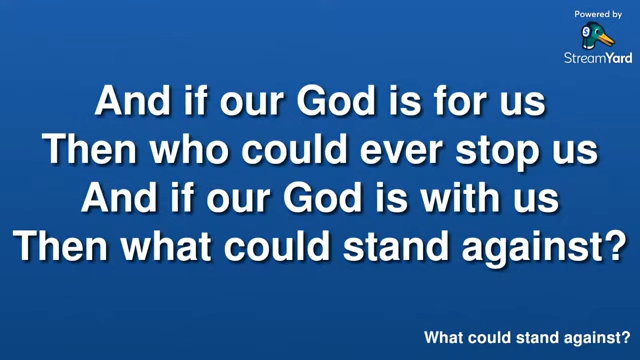 Powered by
StreamYard
And if our God is for us
Then who could ever stop us
And if our God is with us
Then what could stand against?
What could stand against?